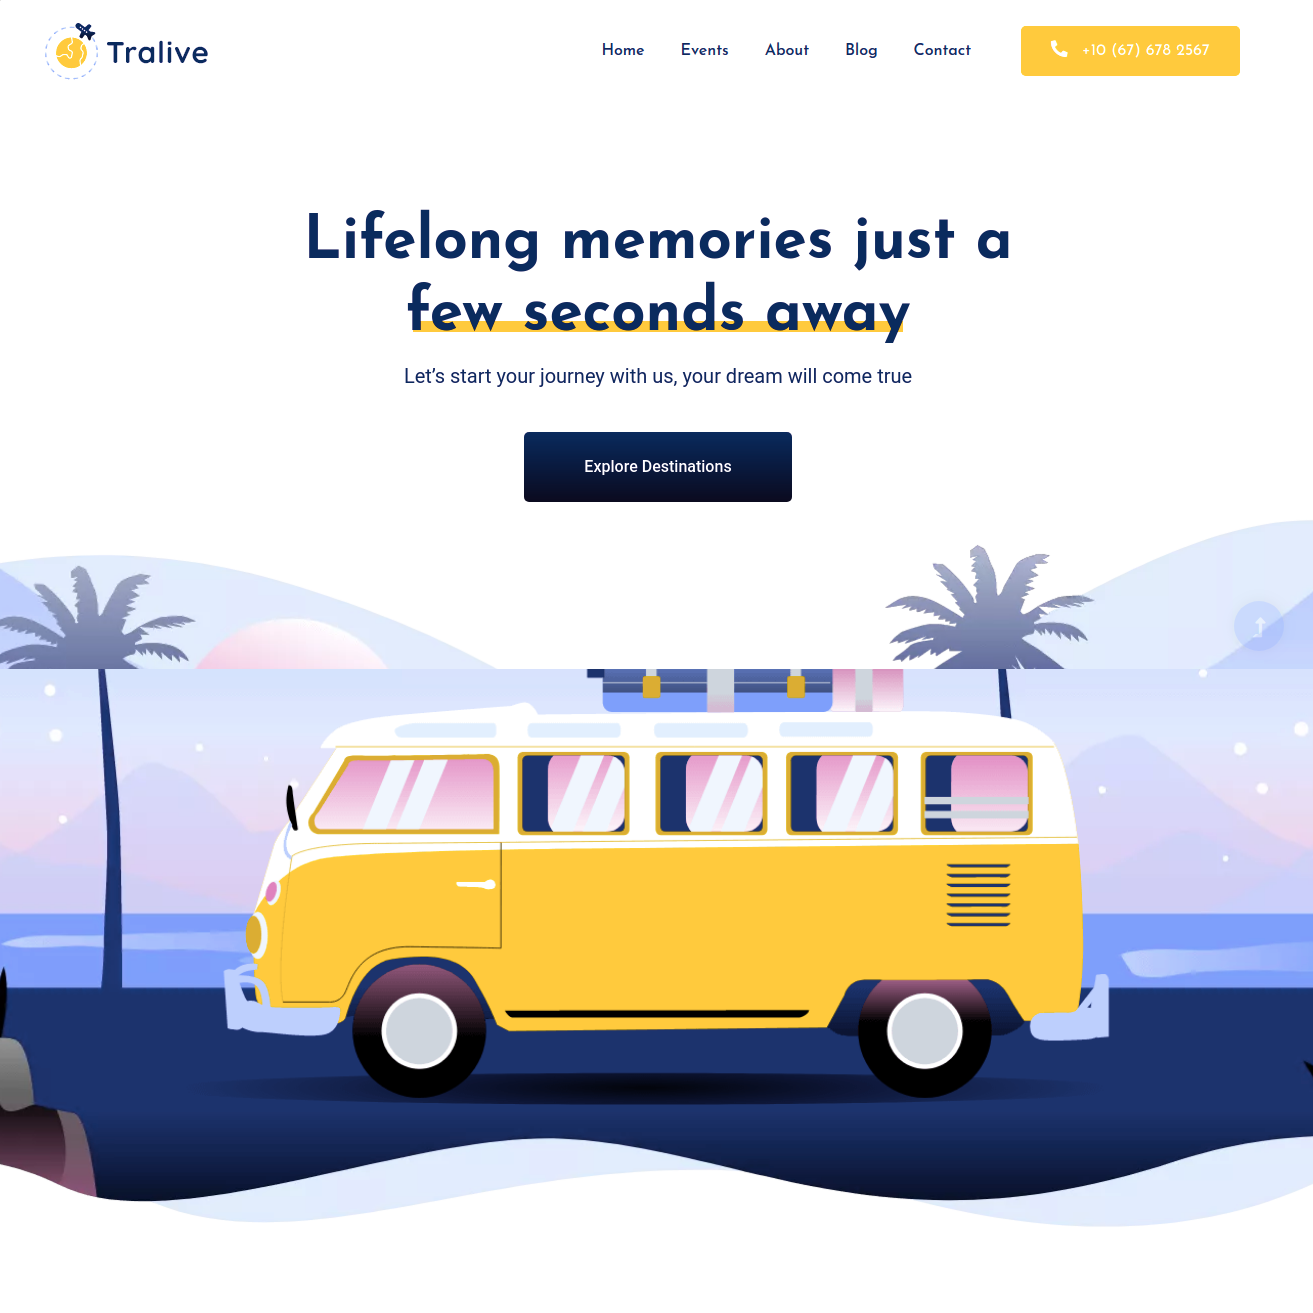 Tralive
Home Events About Blog Contact +10 (67) 678 2567
Lifelong memories just a
few seconds away
Let’s start your journey with us, your dream will come true
Explore Destinations